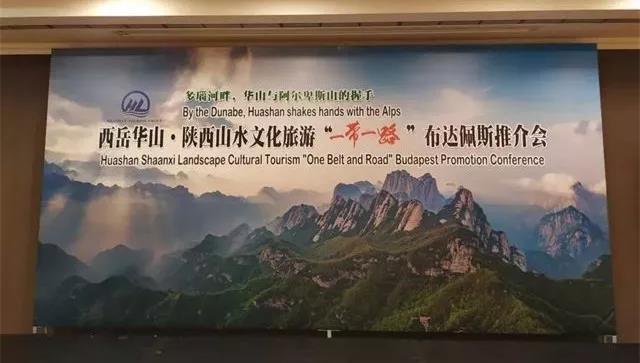 多瑙河畔，华山与阿尔卑斯山的握手
By the Dunabe, Huashan shakes hands with the Alps
西岳华山·陕西山水文化旅游“一带一路”布达佩斯推介会
Huashan Shaanxi Landscape Cultural Tourism "One Belt and Road" Budapest Promotion Conference